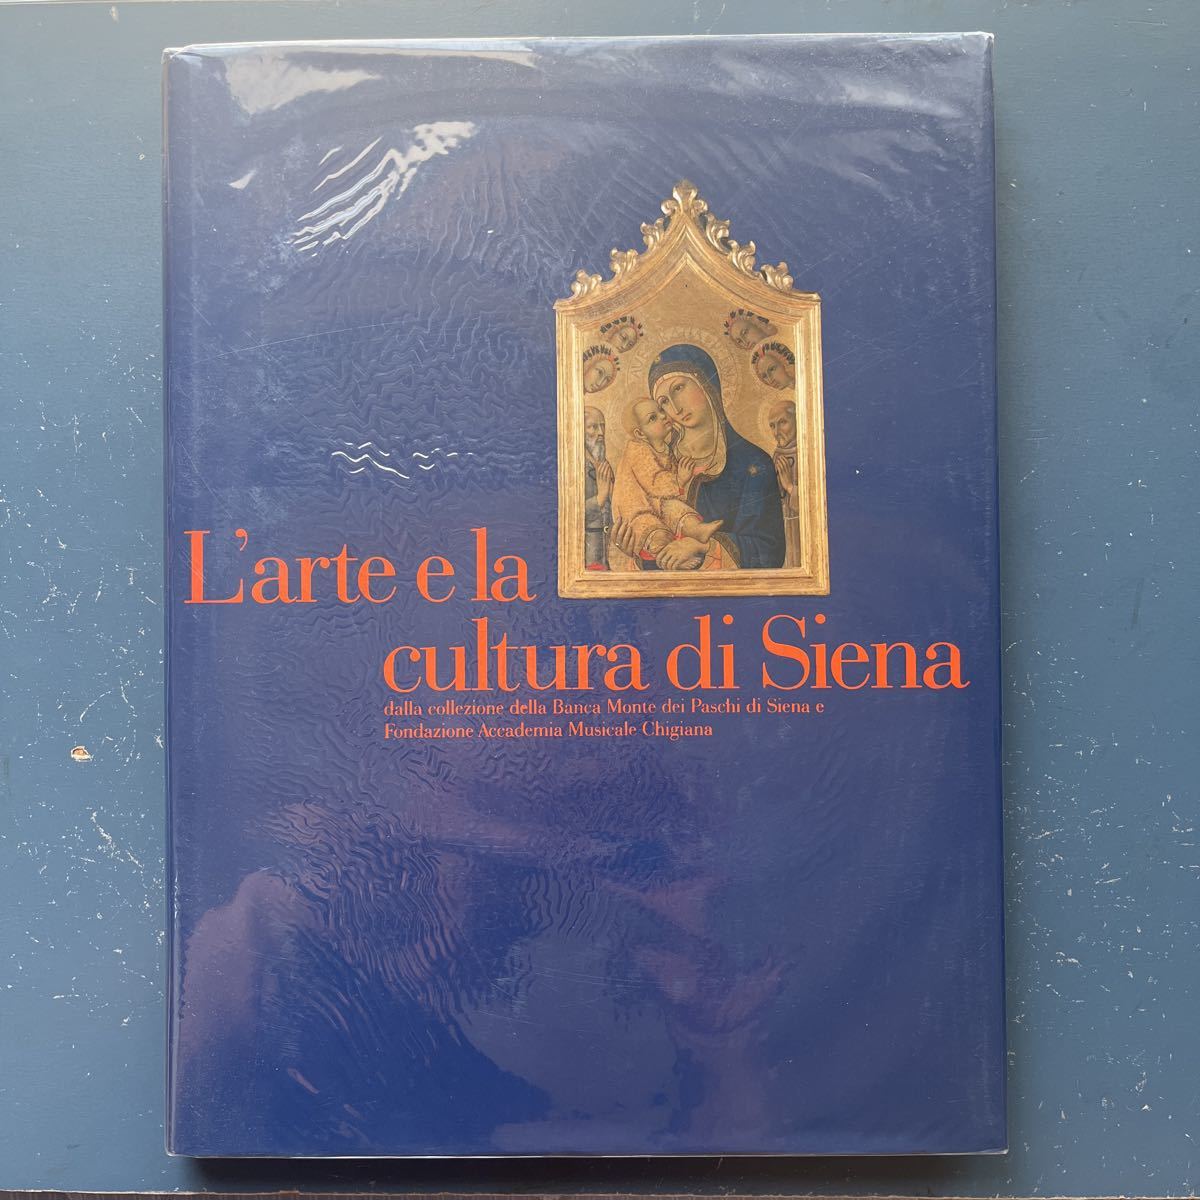 L'arte e la
cultura di Siena
dalla collezione della Banca Monte dei Paschi di Siena e
Fondazione Accademia Musicale Chigiana